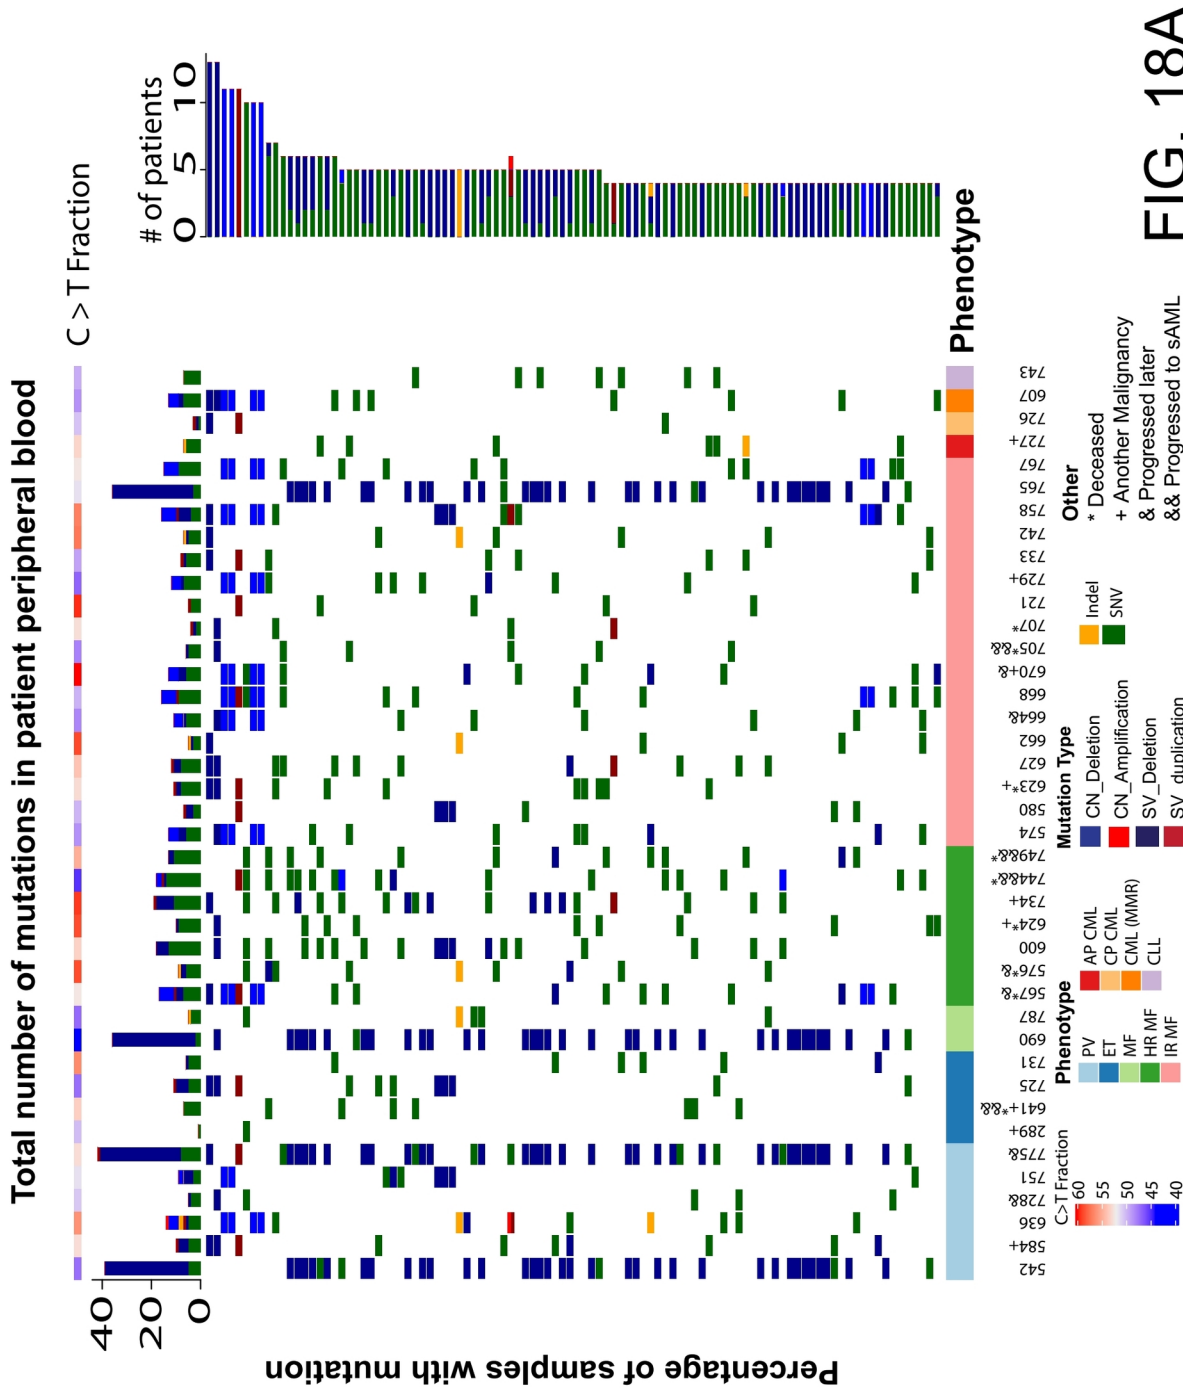 Total number of mutations in patient peripheral blood
C > T Fraction
# of patients
0 5 10
40
20
0
Percentage of samples with mutation
Phenotype
542
584+
636
728&
751
775&
289+
641+*&&
725
731
690
787
567*&
576*&
600
624*+
734+
744&&*
749&&*
574
580
623*+
627
662
664&
668
670+&
705*&&
707*
721
729+
733
742
758
765
767
727+
726
607
743
C>T Fraction
60
55
50
45
40
Phenotype
PV
ET
MF
HR MF
IR MF
AP CML
CP CML
CML (MMR)
CLL
Mutation Type
CN_Deletion
CN_Amplification
SV_Deletion
SV_duplication
Indel
SNV
Other
* Deceased
+ Another Malignancy
& Progressed later
&& Progressed to sAML
FIG. 18A